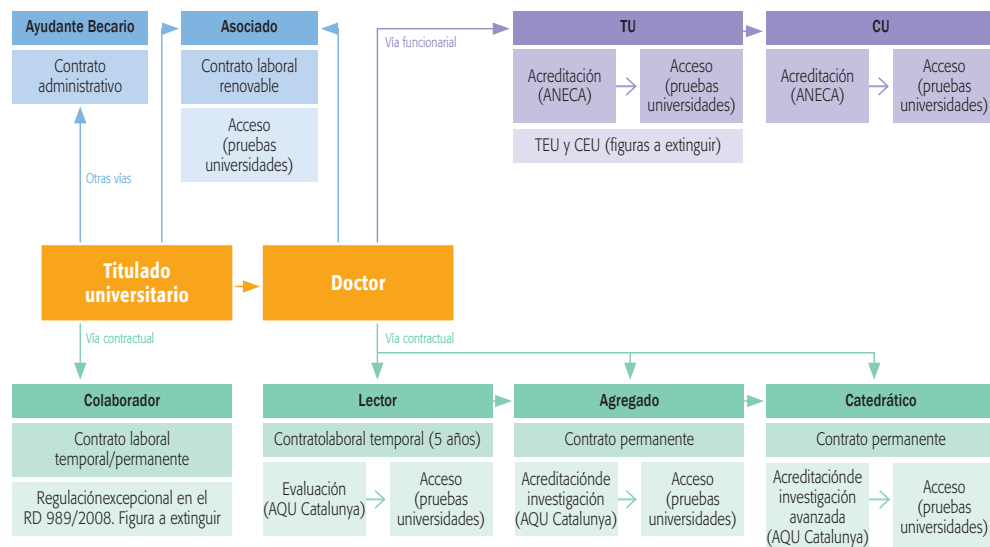 Ayudante Becario
Contrato
administrativo
Otras vías
Asociado
Contrato laboral
renovable
Acceso
(pruebas
universidades)
Vía funcionarial
TU
Acreditación
(ANECA)
Acceso
(pruebas
universidades)
TEU y CEU (figuras a extinguir)
CU
Acreditación
(ANECA)
Acceso
(pruebas
universidades)
Titulado
universitario
Doctor
Vía contractual
Vía contractual
Colaborador
Contrato laboral
temporal/permanente
Regulaciónexcepcional en el
RD 989/2008. Figura a extinguir
Lector
Contratolaboral temporal (5 años)
Evaluación
(AQU Catalunya)
Acceso
(pruebas
universidades)
Agregado
Contrato permanente
Acreditaciónde
investigación
(AQU Catalunya)
Acceso
(pruebas
universidades)
Catedrático
Contrato permanente
Acreditaciónde
investigación
avanzada
(AQU Catalunya)
Acceso
(pruebas
universidades)